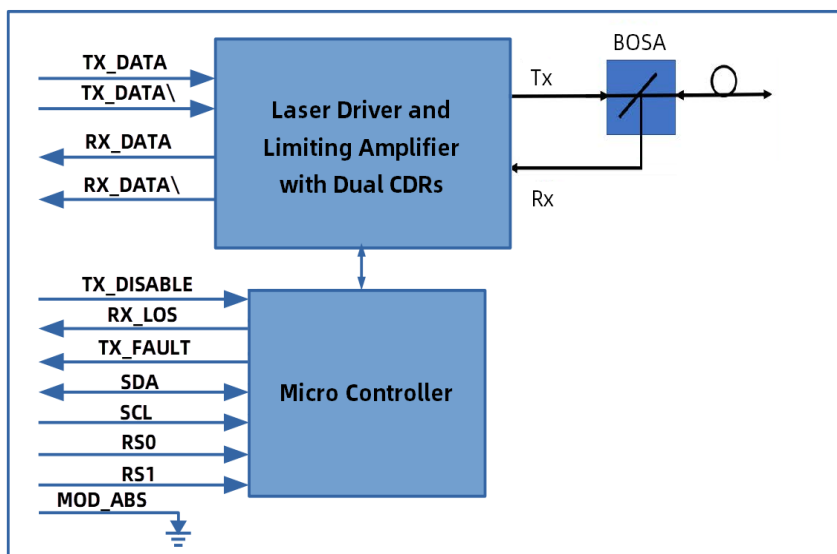 TX_DATA
TX_DATA\
RX_DATA
RX_DATA\
Laser Driver and
Limiting Amplifier
with Dual CDRs
Tx
BOSA
Rx
TX_DISABLE
RX_LOS
TX_FAULT
SDA
SCL
RS0
RS1
MOD_ABS
Micro Controller